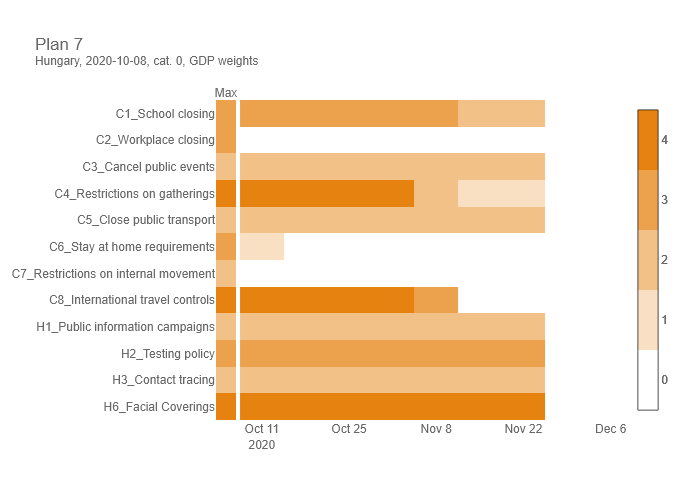 Plan 7
Hungary, 2020-10-08, cat. 0, GDP weights
Max
C1_School closing
C2_Workplace closing
C3_Cancel public events
C4_Restrictions on gatherings
C5_Close public transport
C6_Stay at home requirements
C7_Restrictions on internal movement
C8_International travel controls
H1_Public information campaigns
H2_Testing policy
H3_Contact tracing
H6_Facial Coverings
Oct 11 Oct 25 Nov 8 Nov 22 Dec 6
2020
4
3
2
1
0